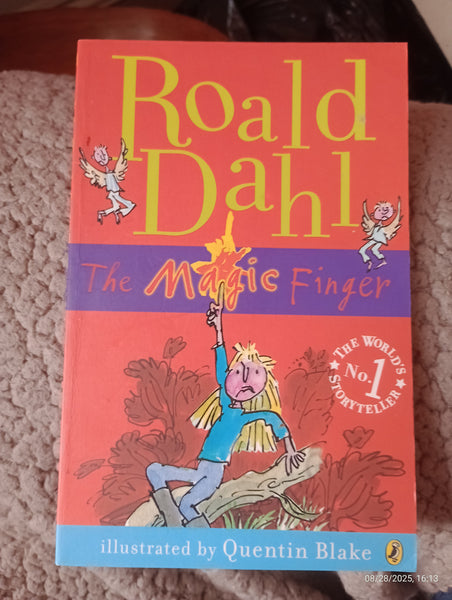 Roald
Dahl
The Magic Finger
THE WORLD'S
No.1
STORYTELLER
illustrated by Quentin Blake
08/28/2025, 16:13